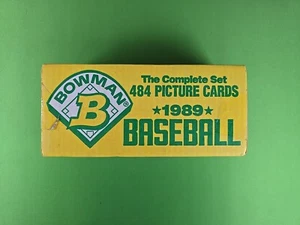 BOWMAN®
B
The Complete Set
484 PICTURE CARDS
★1989★
BASEBALL